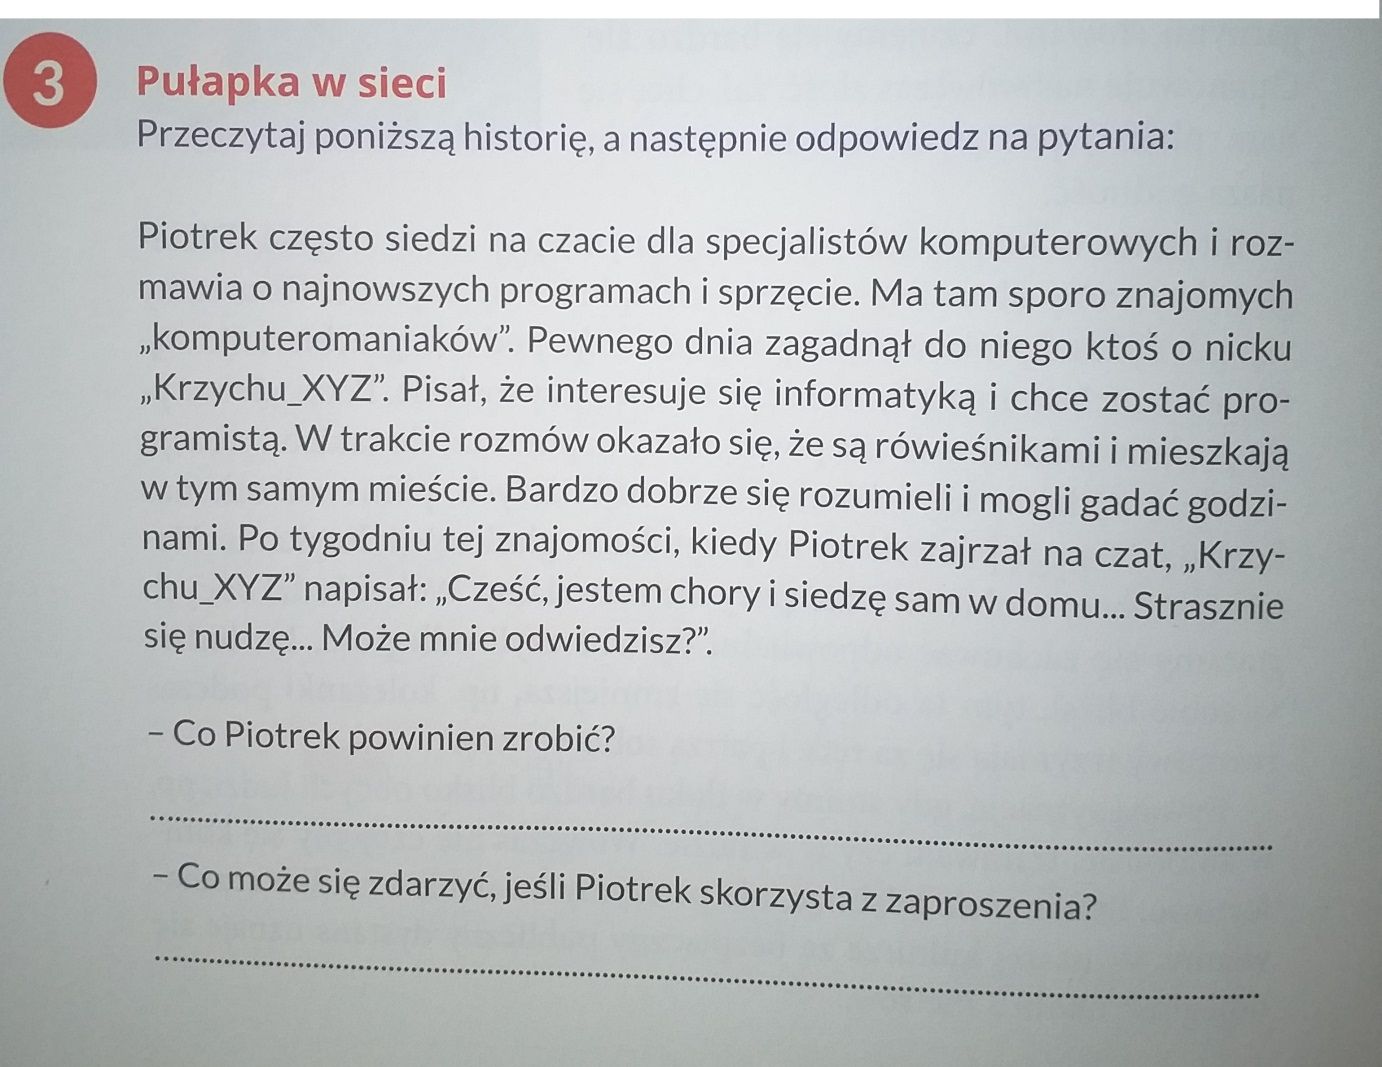 3
Pułapka w sieci
Przeczytaj poniższą historię, a następnie odpowiedz na pytania:
Piotrek często siedzi na czacie dla specjalistów komputerowych i roz-
mawia o najnowszych programach i sprzęcie. Ma tam sporo znajomych
„komputeromaniaków”. Pewnego dnia zagadnął do niego ktoś o nicku
„Krzychu_XYZ”. Pisał, że interesuje się informatyką i chce zostać pro-
gramistą. W trakcie rozmów okazało się, że są rówieśnikami i mieszkają
w tym samym mieście. Bardzo dobrze się rozumieli i mogli gadać godzi-
nami. Po tygodniu tej znajomości, kiedy Piotrek zajrzał na czat, „Krzy-
chu_XYZ” napisał: „Cześć, jestem chory i siedzę sam w domu... Strasznie
się nudzę... Może mnie odwiedzisz?”.
– Co Piotrek powinien zrobić?
– Co może się zdarzyć, jeśli Piotrek skorzysta z zaproszenia?